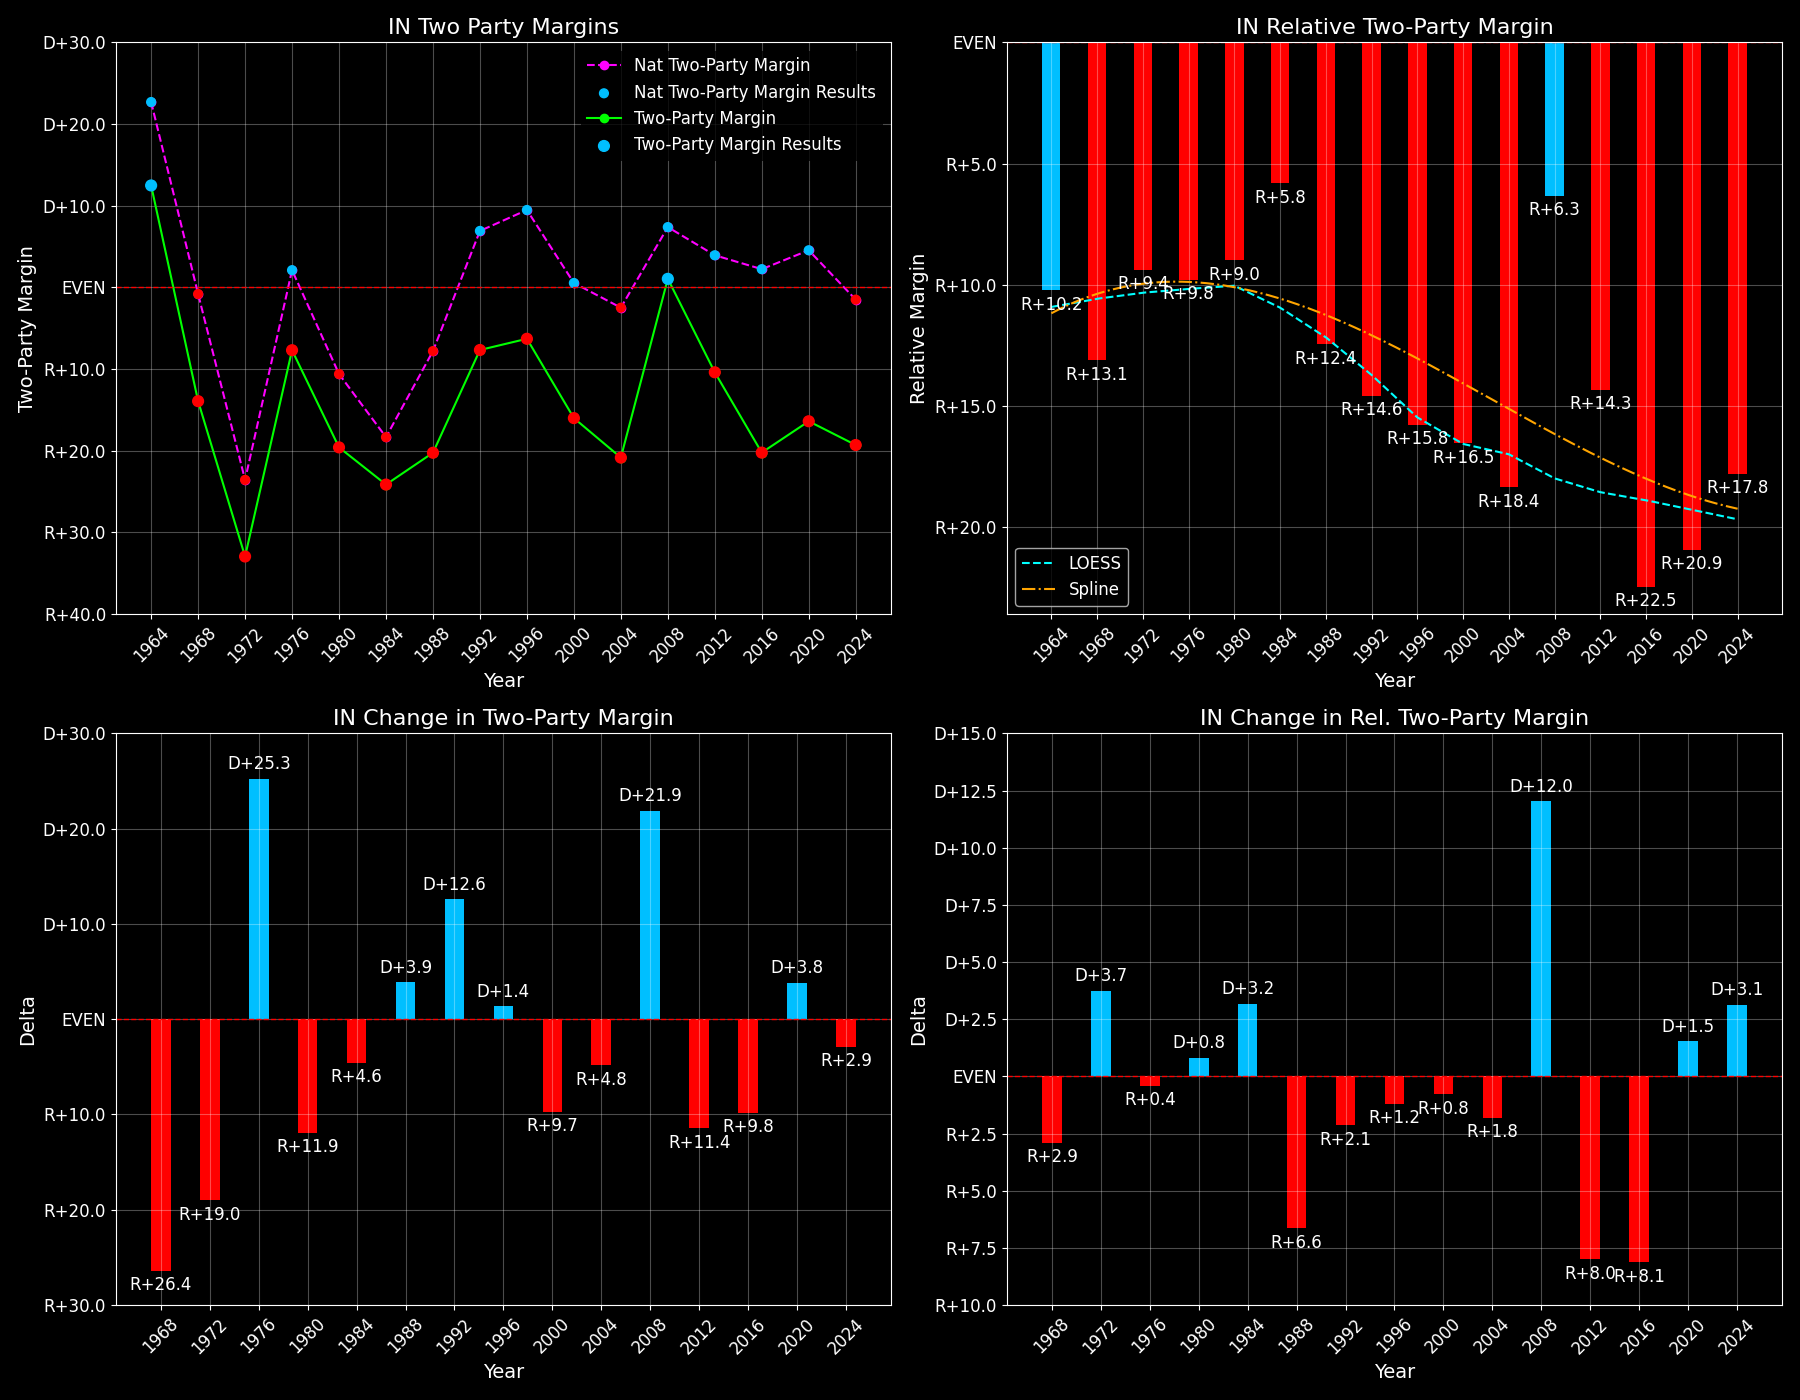 IN Two Party Margins
D+30.0
D+20.0
D+10.0
EVEN
R+10.0
R+20.0
R+30.0
R+40.0
Two-Party Margin
Nat Two-Party Margin
Nat Two-Party Margin Results
Two-Party Margin
Two-Party Margin Results
1964
1968
1972
1976
1980
1984
1988
1992
1996
2000
2004
2008
2012
2016
2020
2024
Year
IN Relative Two-Party Margin
EVEN
R+5.0
R+10.0
R+15.0
R+20.0
Relative Margin
R+10.2
R+13.1
R+9.4
R+9.8
R+9.0
R+5.8
R+12.4
R+14.6
R+15.8
R+16.5
R+18.4
R+6.3
R+14.3
R+22.5
R+20.9
R+17.8
LOESS
Spline
1964
1968
1972
1976
1980
1984
1988
1992
1996
2000
2004
2008
2012
2016
2020
2024
Year
IN Change in Two-Party Margin
D+30.0
D+20.0
D+10.0
EVEN
R+10.0
R+20.0
R+30.0
Delta
R+26.4
R+19.0
D+25.3
R+11.9
R+4.6
D+3.9
D+12.6
D+1.4
R+9.7
R+4.8
D+21.9
R+11.4
R+9.8
D+3.8
R+2.9
1968
1972
1976
1980
1984
1988
1992
1996
2000
2004
2008
2012
2016
2020
2024
Year
IN Change in Rel. Two-Party Margin
D+15.0
D+12.5
D+10.0
D+7.5
D+5.0
D+2.5
EVEN
R+2.5
R+5.0
R+7.5
R+10.0
Delta
R+2.9
D+3.7
R+0.4
D+0.8
D+3.2
R+6.6
R+2.1
R+1.2
R+0.8
R+1.8
D+12.0
R+8.0
R+8.1
D+1.5
D+3.1
1968
1972
1976
1980
1984
1988
1992
1996
2000
2004
2008
2012
2016
2020
2024
Year